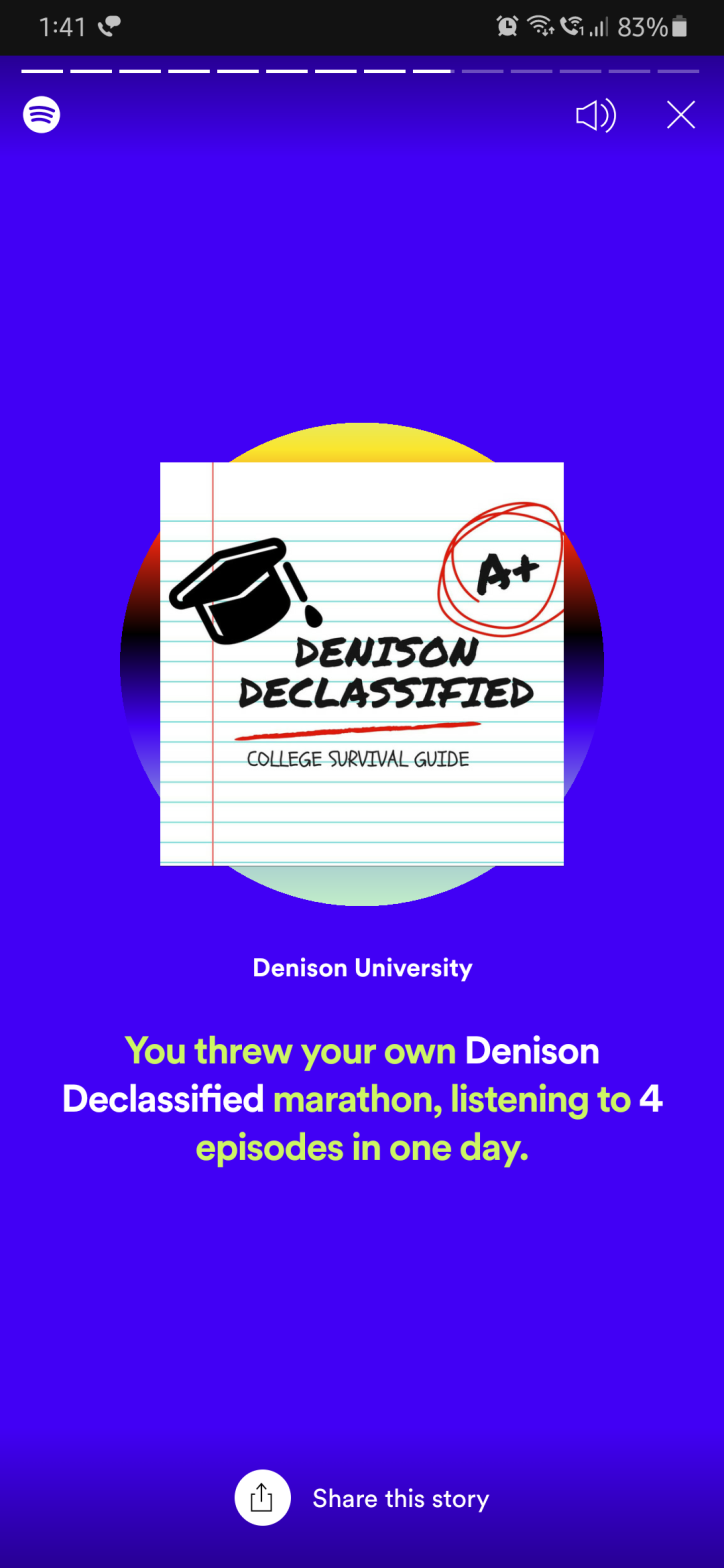 1:41
83%
A+
DENISON
DECLASSIFIED
COLLEGE SURVIVAL GUIDE
Denison University
You threw your own Denison
Declassified marathon, listening to 4
episodes in one day.
Share this story